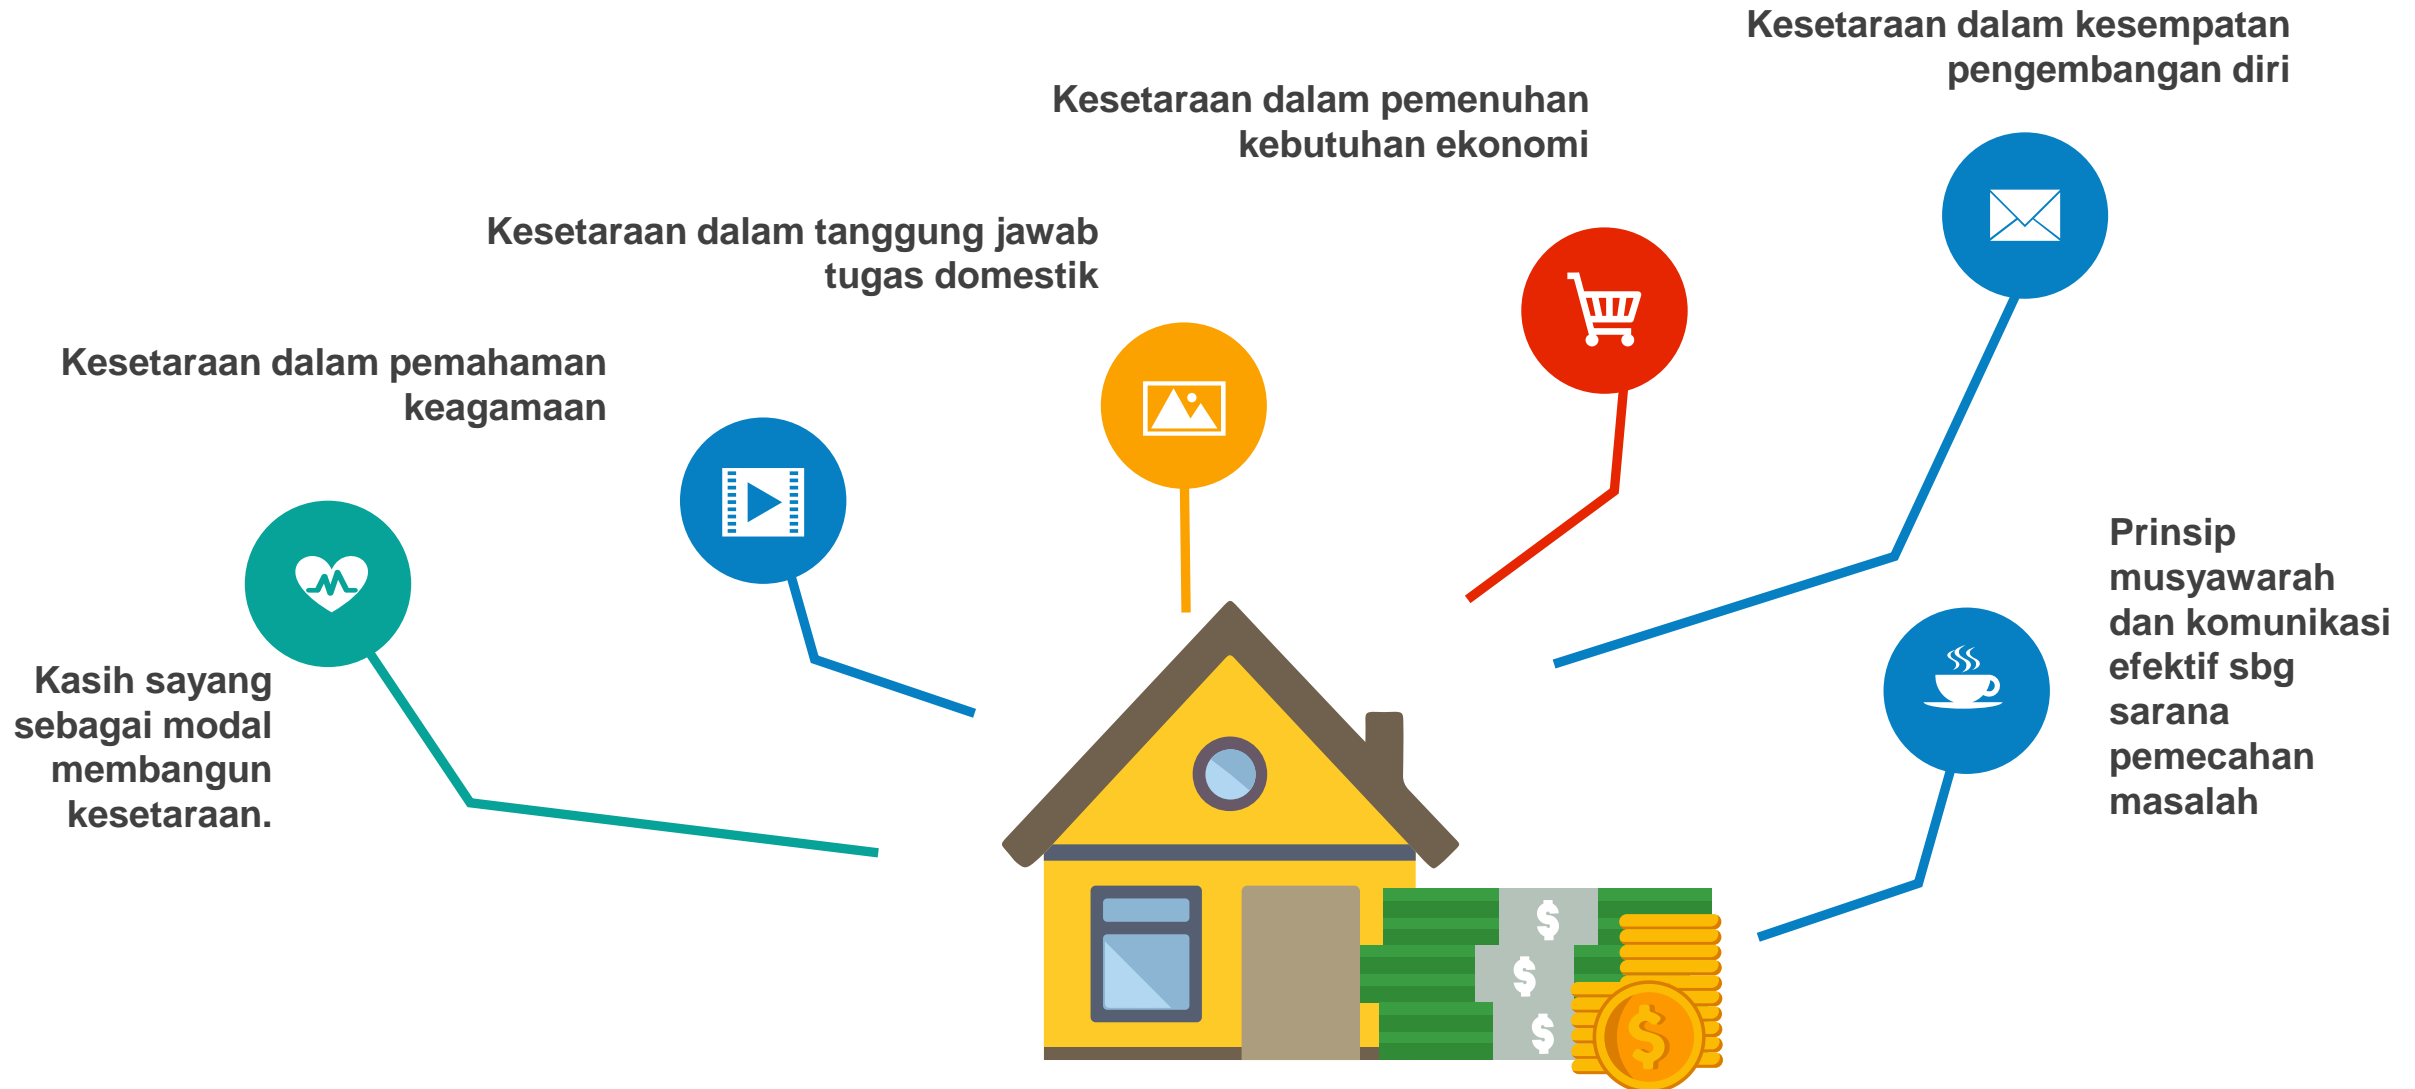 Kesetaraan dalam kesempatan
pengembangan diri
Kesetaraan dalam pemenuhan
kebutuhan ekonomi
Kesetaraan dalam tanggung jawab
tugas domestik
Kesetaraan dalam pemahaman
keagamaan
Kasih sayang
sebagai modal
membangun
kesetaraan.
Prinsip
musyawarah
dan komunikasi
efektif sbg
sarana
pemecahan
masalah
$
$
$
$